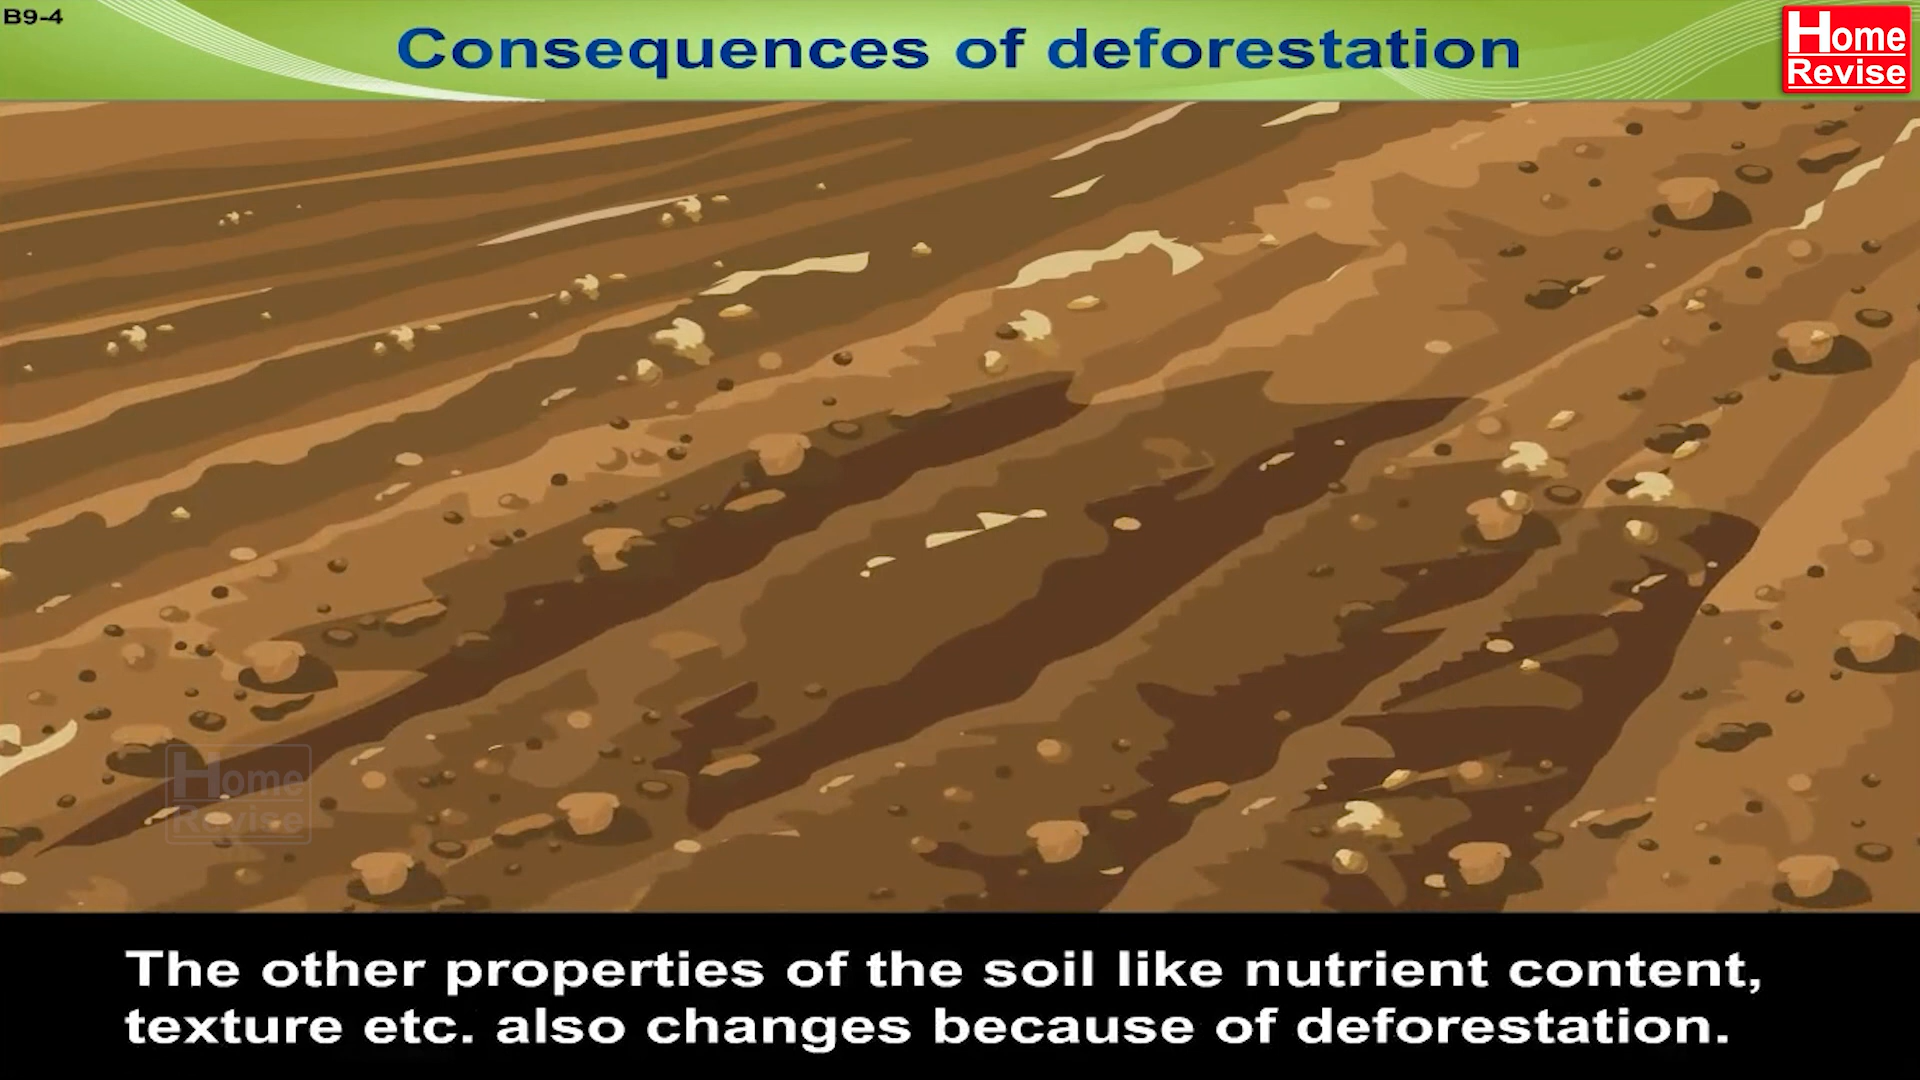 B9-4
Consequences of deforestation
Home
Revise
Home
Revise
The other properties of the soil like nutrient content,
texture etc. also changes because of deforestation.